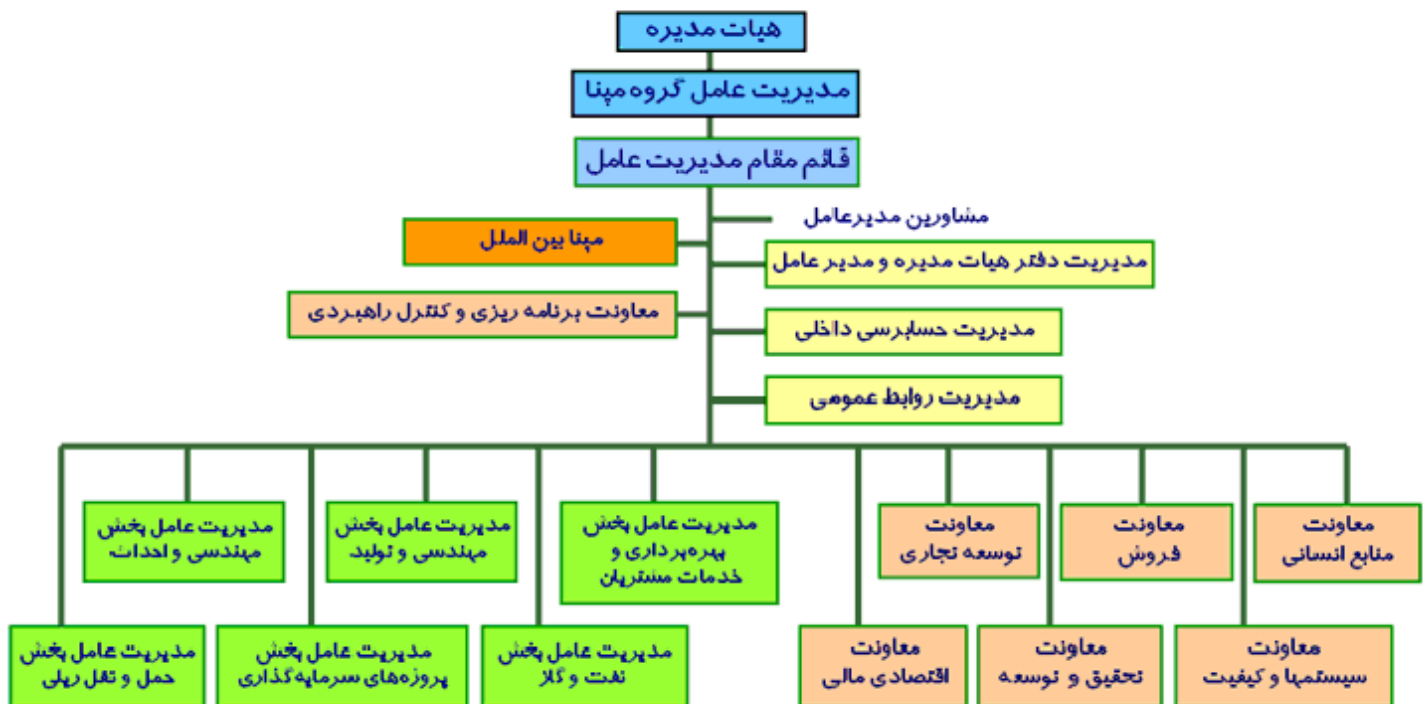 هیات مدیره
مدیریت عامل گروه مپنا
قائم مقام مدیریت عامل
مشاورین مدیرعامل
مپنا بین الملل
مدیریت دفتر هیات مدیره و مدیر عامل
معاونت برنامه ریزی و کنترل راهبردی
مدیریت حسابرسی داخلی
مدیریت روابط عمومی
معاونت
منابع انسانی
معاونت
فروش
معاونت
توسعه تجاری
مدیریت عامل بخش
بهره‌برداری و
خدمات مشتریان
مدیریت عامل بخش
مهندسی و تولید
مدیریت عامل بخش
مهندسی و احداث
معاونت
سیستمها و کیفیت
معاونت
تحقیق و توسعه
معاونت
اقتصادی مالی
مدیریت عامل بخش
نفت و گاز
مدیریت عامل بخش
پروژه‌های سرمایه‌گذاری
مدیریت عامل بخش
حمل و نقل ریلی